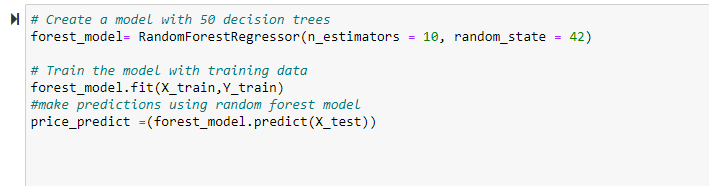 # Create a model with 50 decision trees
forest_model= RandomForestRegressor(n_estimators = 10, random_state = 42)
# Train the model with training data
forest_model.fit(X_train,Y_train)
#make predictions using random forest model
price_predict =(forest_model.predict(X_test))